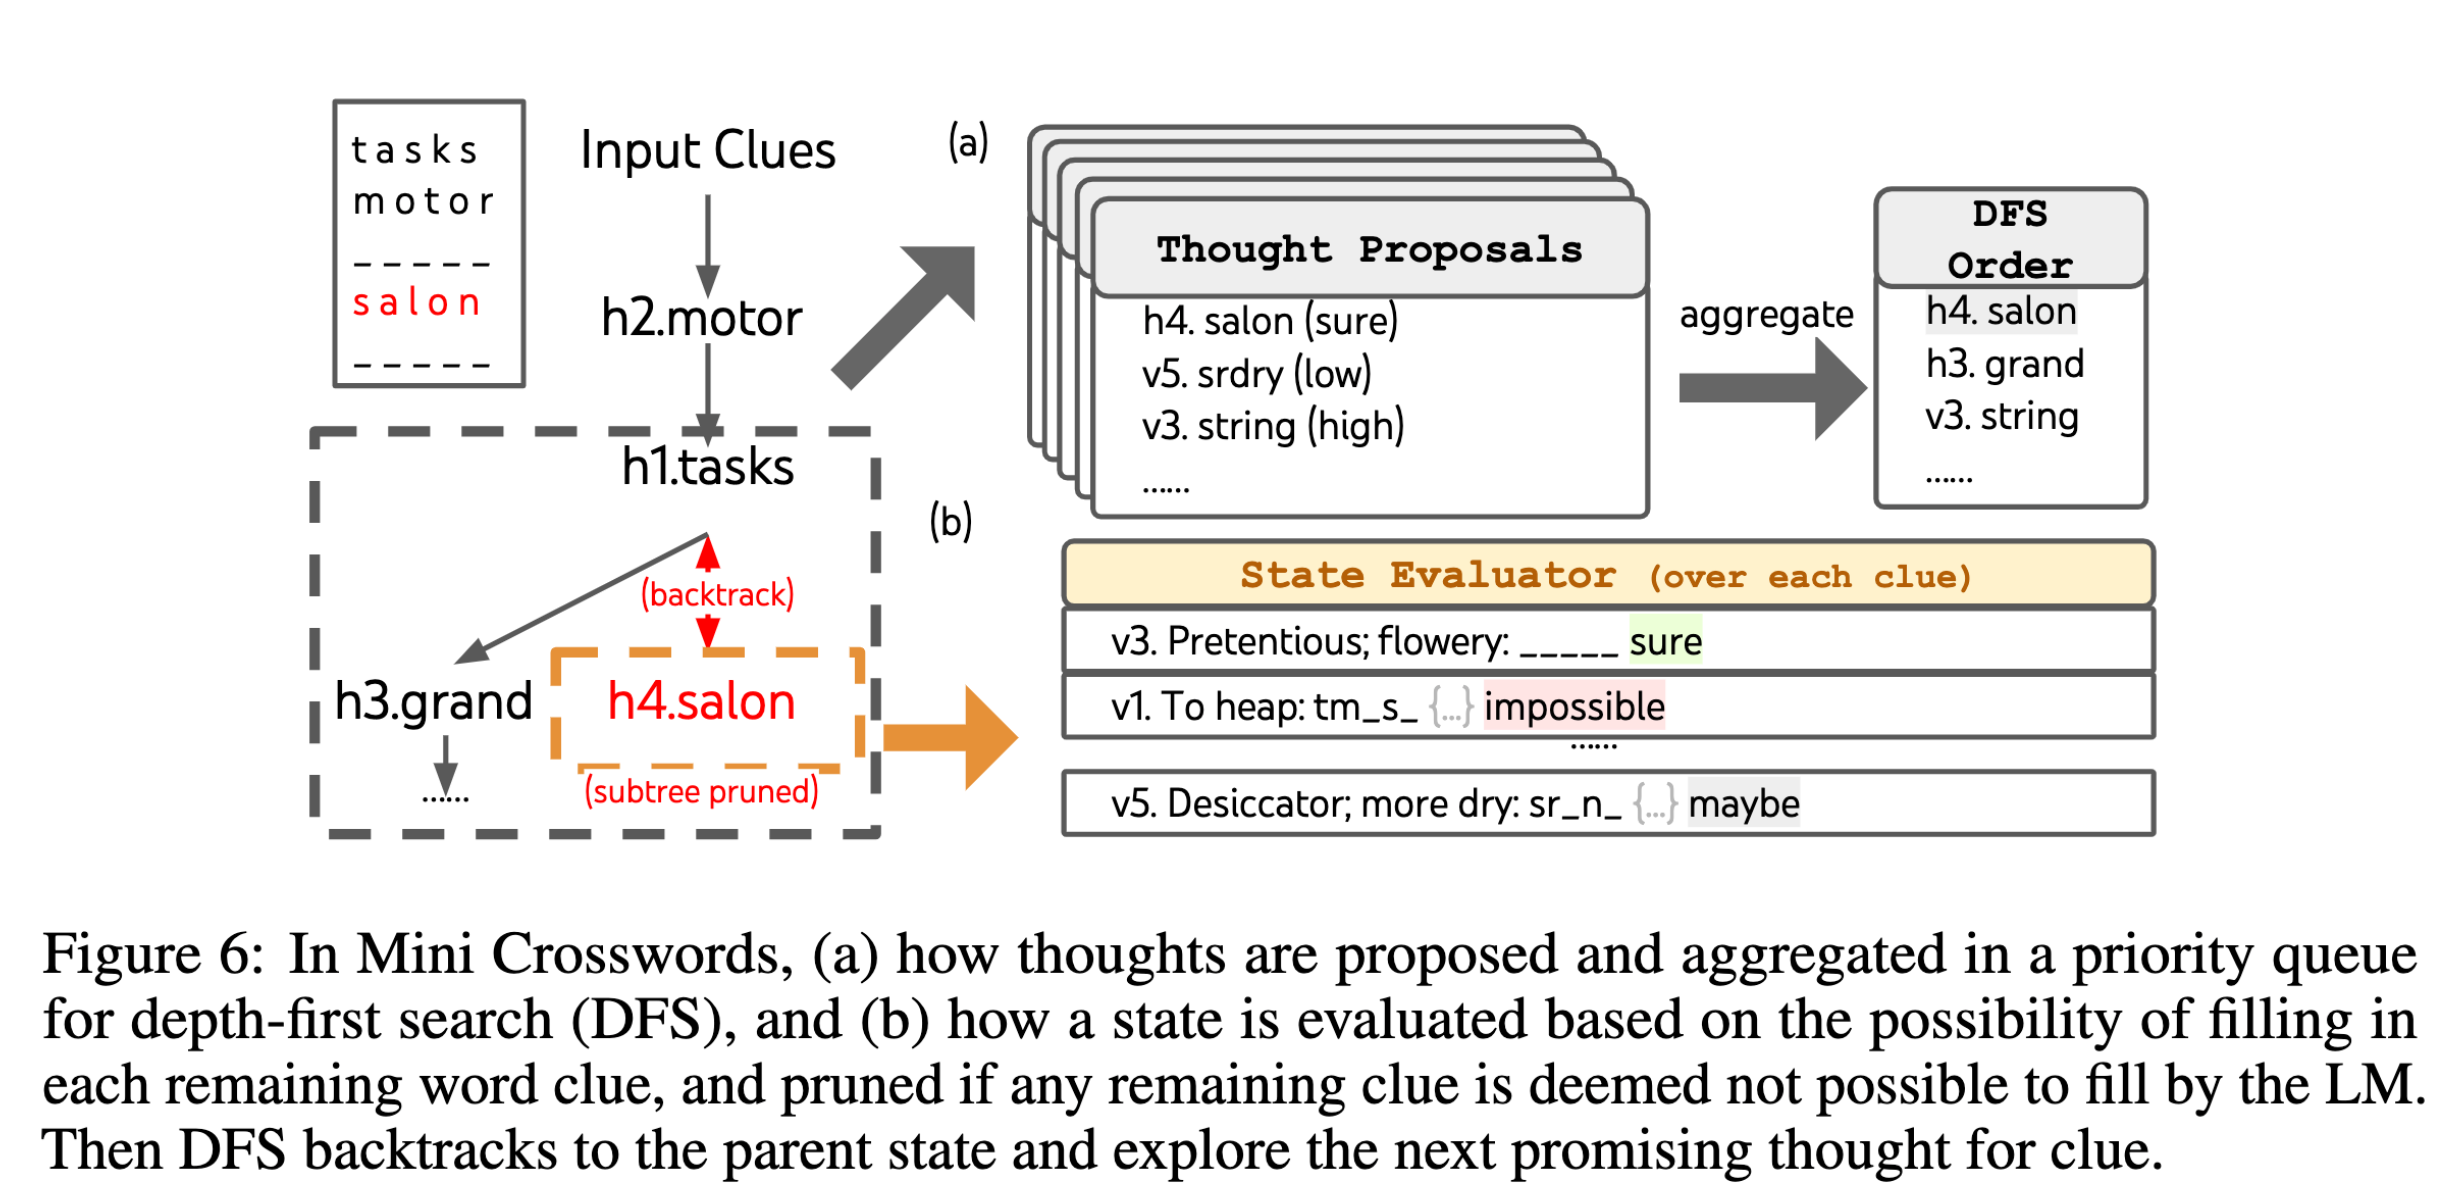 tasks
motor
_ _ _ _ _
salon
_ _ _ _ _
Input Clues
h2.motor
h1.tasks
(backtrack)
h3.grand
h4.salon
......
(subtree pruned)
(a)
Thought Proposals
h4. salon (sure)
v5. srdry (low)
v3. string (high)
......
aggregate
DFS
Order
h4. salon
h3. grand
v3. string
......
(b)
State Evaluator (over each clue)
v3. Pretentious; flowery: _____ sure
v1. To heap: tm_s_ {...} impossible
......
v5. Desiccator; more dry: sr_n_ {...} maybe
Figure 6: In Mini Crosswords, (a) how thoughts are proposed and aggregated in a priority queue
for depth-first search (DFS), and (b) how a state is evaluated based on the possibility of filling in
each remaining word clue, and pruned if any remaining clue is deemed not possible to fill by the LM.
Then DFS backtracks to the parent state and explore the next promising thought for clue.